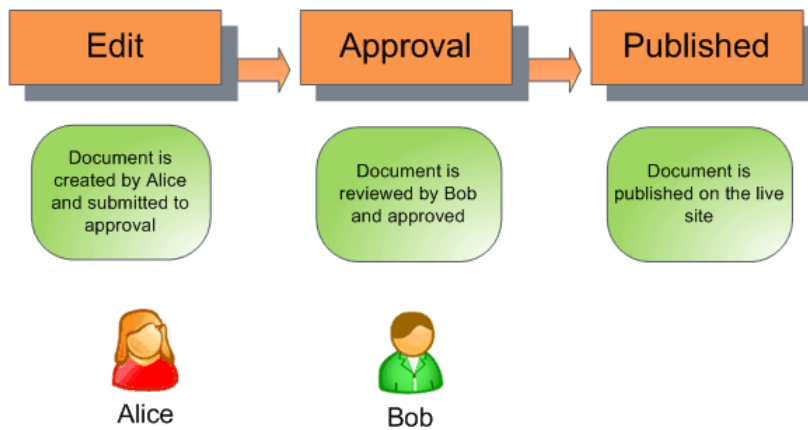 Edit
Approval
Published
Document is
created by Alice
and submitted to
approval
Document is
reviewed by Bob
and approved
Document is
published on the live
site
Alice
Bob